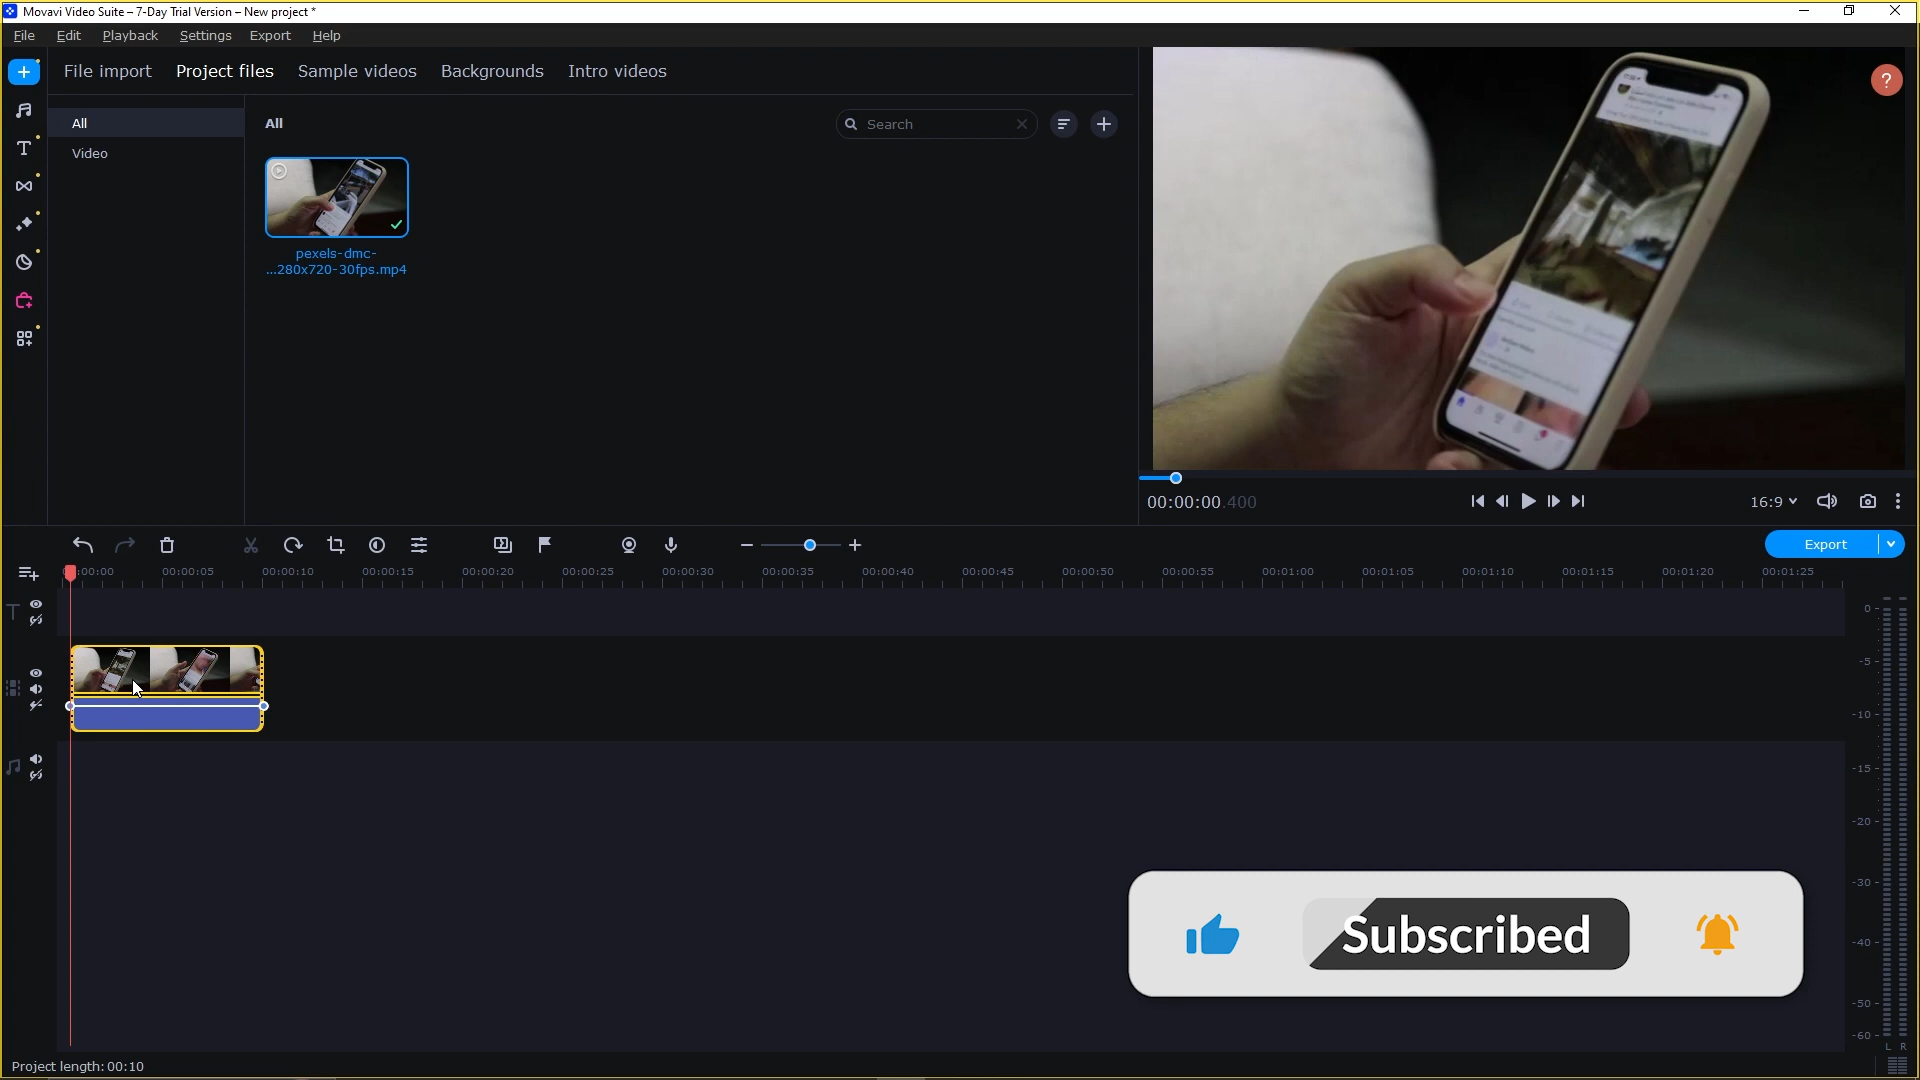 Movavi Video Suite – 7-Day Trial Version – New project *
File Edit Playback Settings Export Help
File import Project files Sample videos Backgrounds Intro videos
All
Video
All
Search
pexels-dmc-
...280x720-30fps.mp4
?
00:00:00.400
16:9
Export
:00:00 00:00:05 00:00:10 00:00:15 00:00:20 00:00:25 00:00:30 00:00:35 00:00:40 00:00:45 00:00:50 00:00:55 00:01:00 00:01:05 00:01:10 00:01:15 00:01:20 00:01:25
0
-5
-10
-15
-20
-30
-40
-50
-60
L R
Subscribed
Project length: 00:10